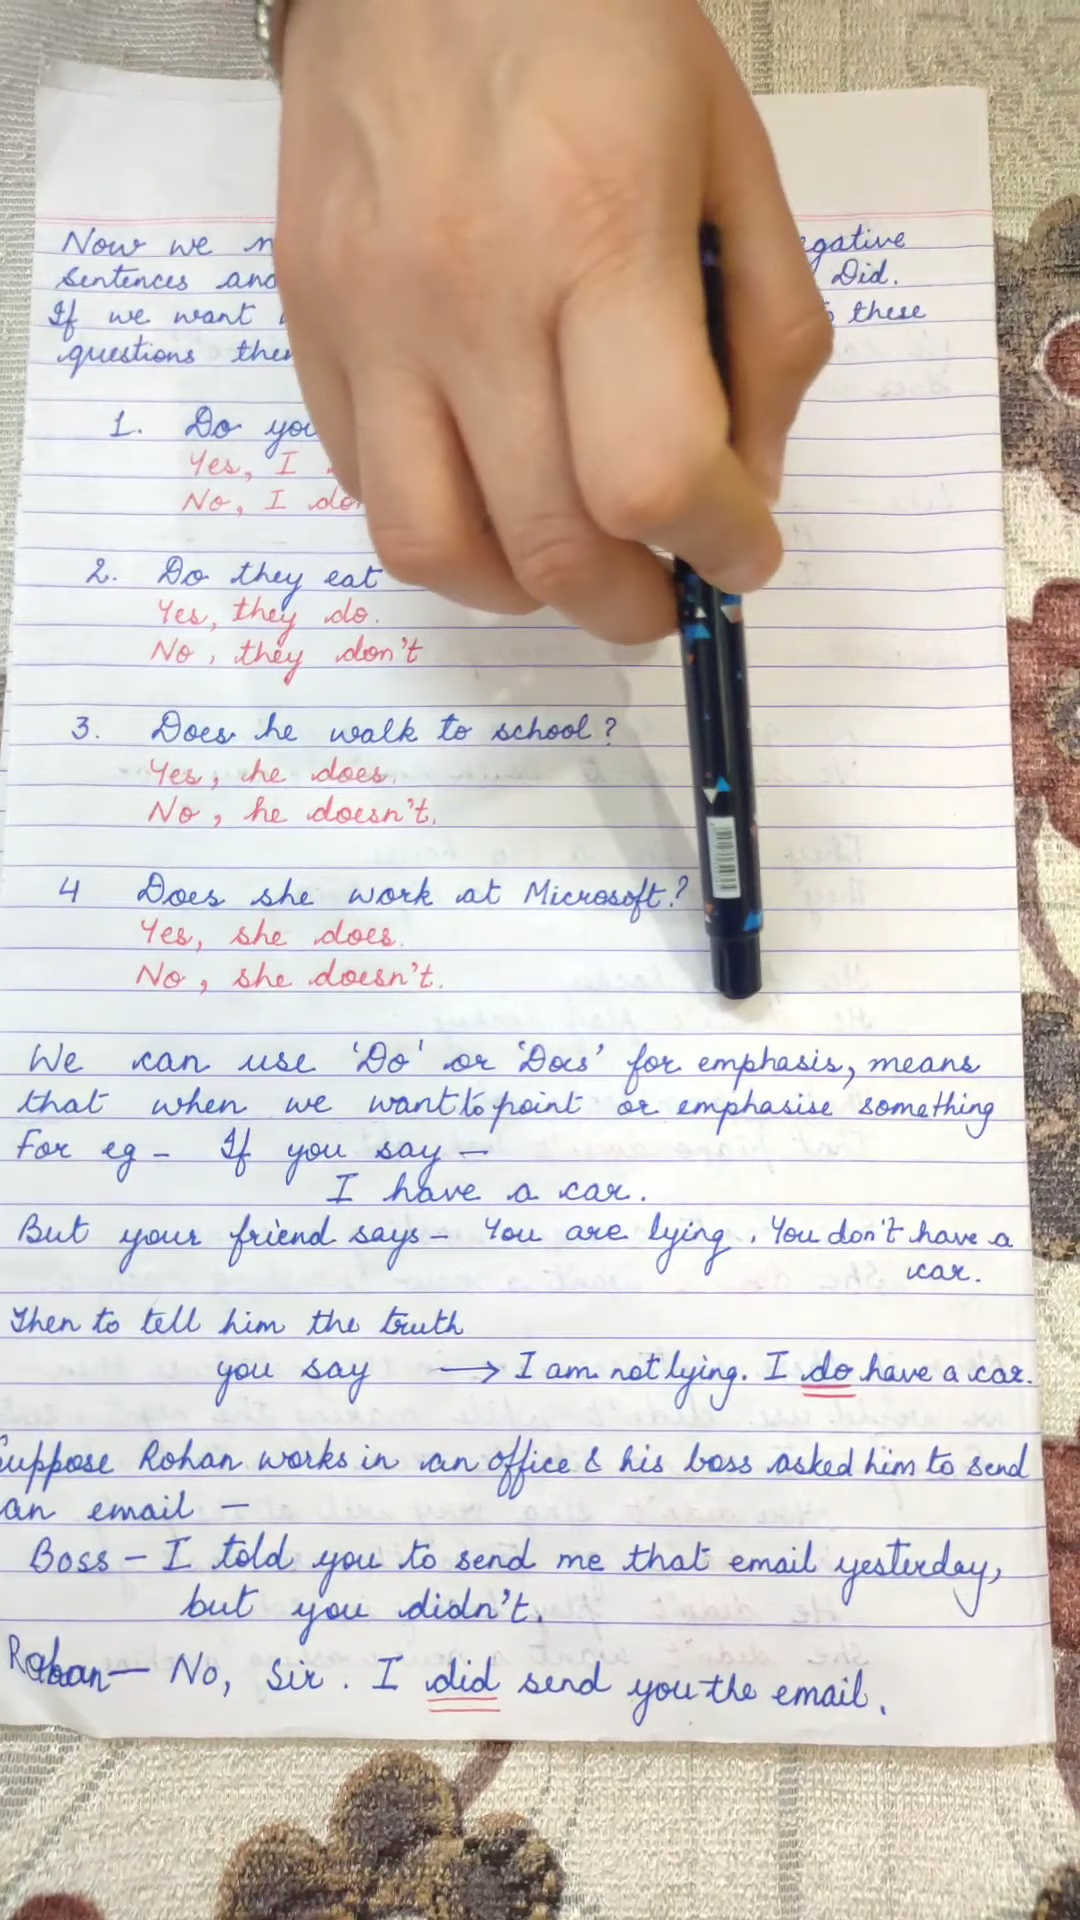 Now we
egative
sentences and
Did.
If we want
these
questions then
1. Do you
Yes, I
No, I don
2. Do they eat
Yes, they do.
No, they don't
3. Does he walk to school?
Yes, he does.
No, he doesn't.
4 Does she work at Microsoft?
Yes, she does.
No, she doesn't.
We can use 'Do' or 'Does' for emphasis, means
that when we want to point or emphasise something
For eg - If you say -
I have a car.
But your friend says - You are lying, You don't have a
car.
Then to tell him the truth
you say → I am not lying. I do have a car.
Suppose Rohan works in an office & his boss asked him to send
an email -
Boss - I told you to send me that email yesterday,
but you didn't.
Rohan - No, Sir. I did send you the email.